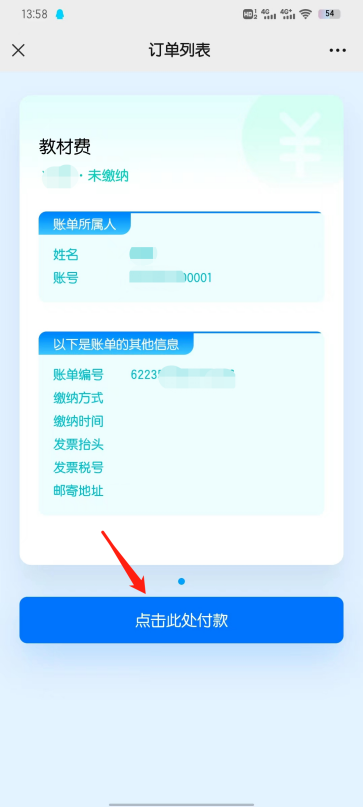 13:58
54
订单列表
教材费
· 未缴纳
账单所属人
姓名
账号 0001
以下是账单的其他信息
账单编号 6223
缴纳方式
缴纳时间
发票抬头
发票税号
邮寄地址
点击此处付款